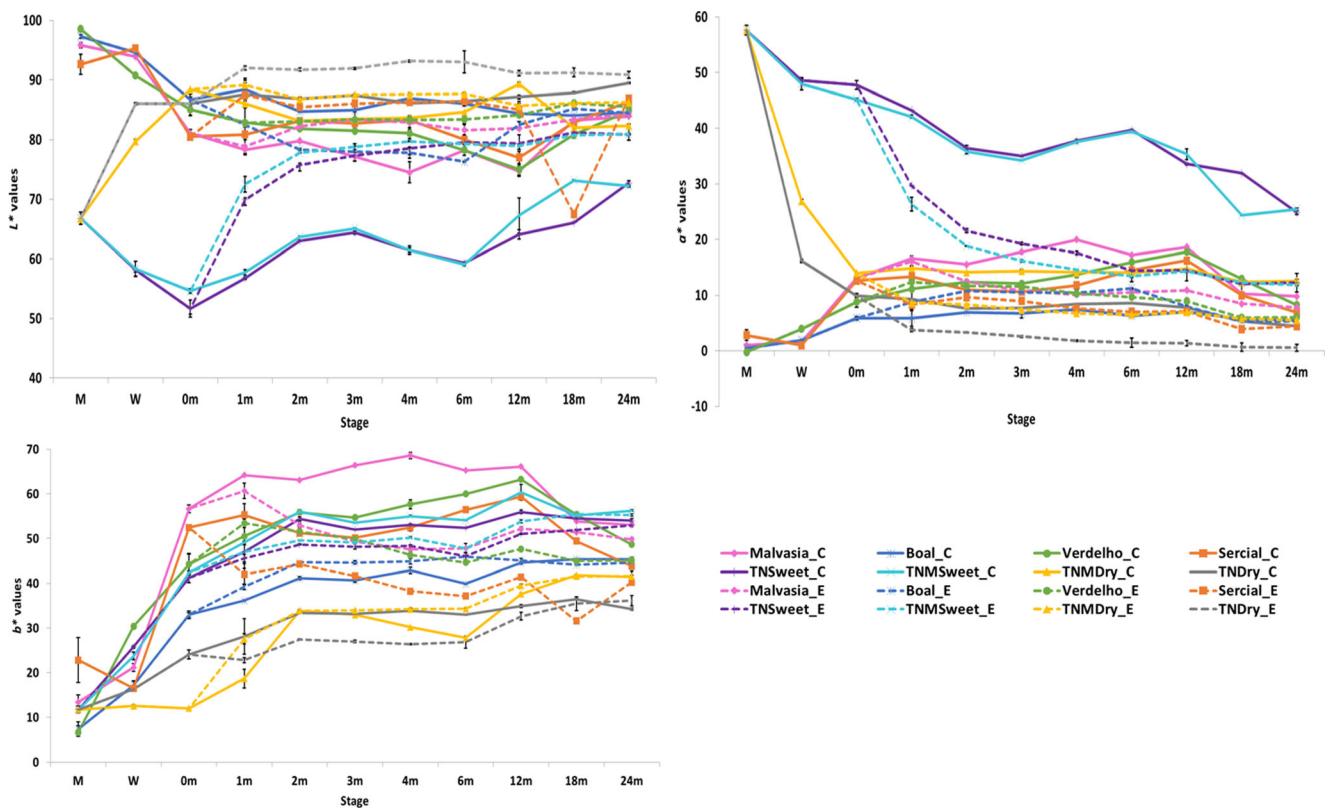 L* values
100
90
80
70
60
50
40
M W 0m 1m 2m 3m 4m 6m 12m 18m 24m
Stage
a* values
60
50
40
30
20
10
0
-10
M W 0m 1m 2m 3m 4m 6m 12m 18m 24m
Stage
b* values
70
60
50
40
30
20
10
0
M W 0m 1m 2m 3m 4m 6m 12m 18m 24m
Stage
Malvasia_C Boal_C Verdelho_C Sercial_C
TNSweet_C TNMSweet_C TNMDry_C TNDry_C
Malvasia_E Boal_E Verdelho_E Sercial_E
TNSweet_E TNMSweet_E TNMDry_E TNDry_E